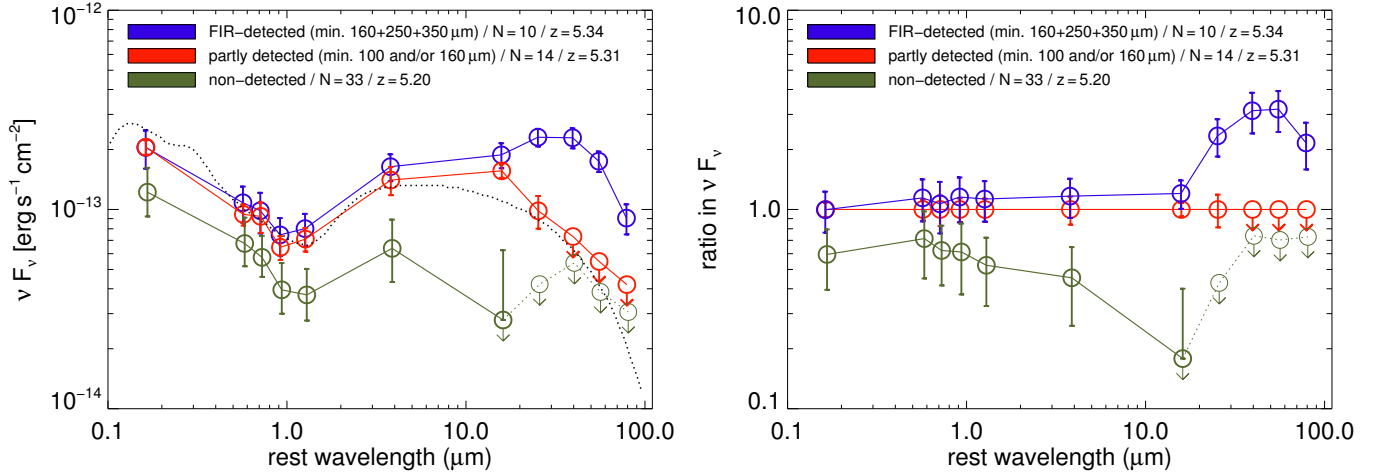 FIR−detected (min. 160+250+350 μm) / N = 10 / z = 5.34
partly detected (min. 100 and/or 160 μm) / N = 14 / z = 5.31
non−detected / N = 33 / z = 5.20
10⁻¹²
10⁻¹³
10⁻¹⁴
ν Fν [erg s⁻¹ cm⁻²]
0.1 1.0 10.0 100.0
rest wavelength (μm)
FIR−detected (min. 160+250+350 μm) / N = 10 / z = 5.34
partly detected (min. 100 and/or 160 μm) / N = 14 / z = 5.31
non−detected / N = 33 / z = 5.20
10.0
1.0
0.1
ratio in ν Fν
0.1 1.0 10.0 100.0
rest wavelength (μm)